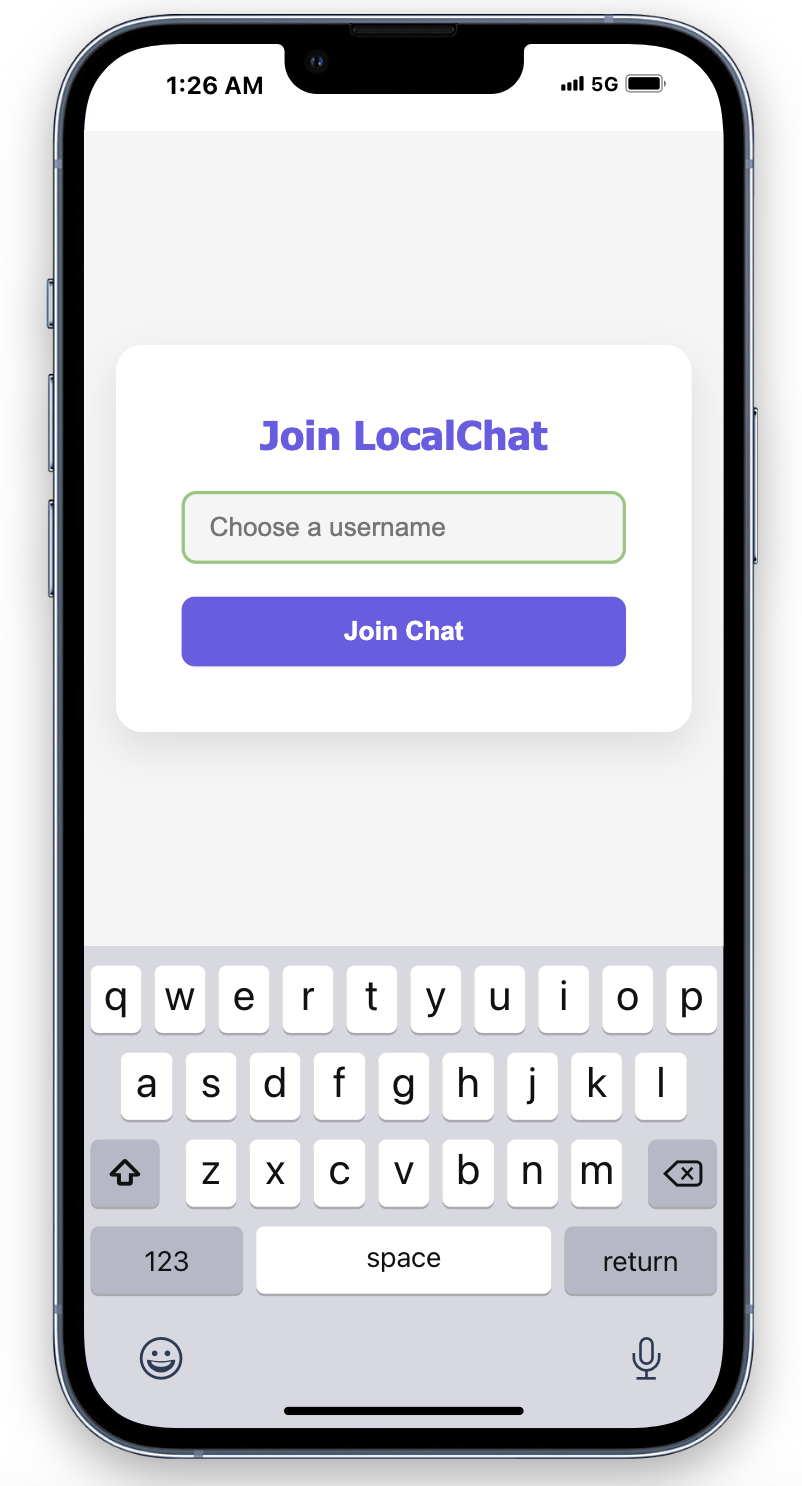 1:26 AM 5G
Join LocalChat
Choose a username
Join Chat
q w e r t y u i o p
a s d f g h j k l
z x c v b n m
123 space return